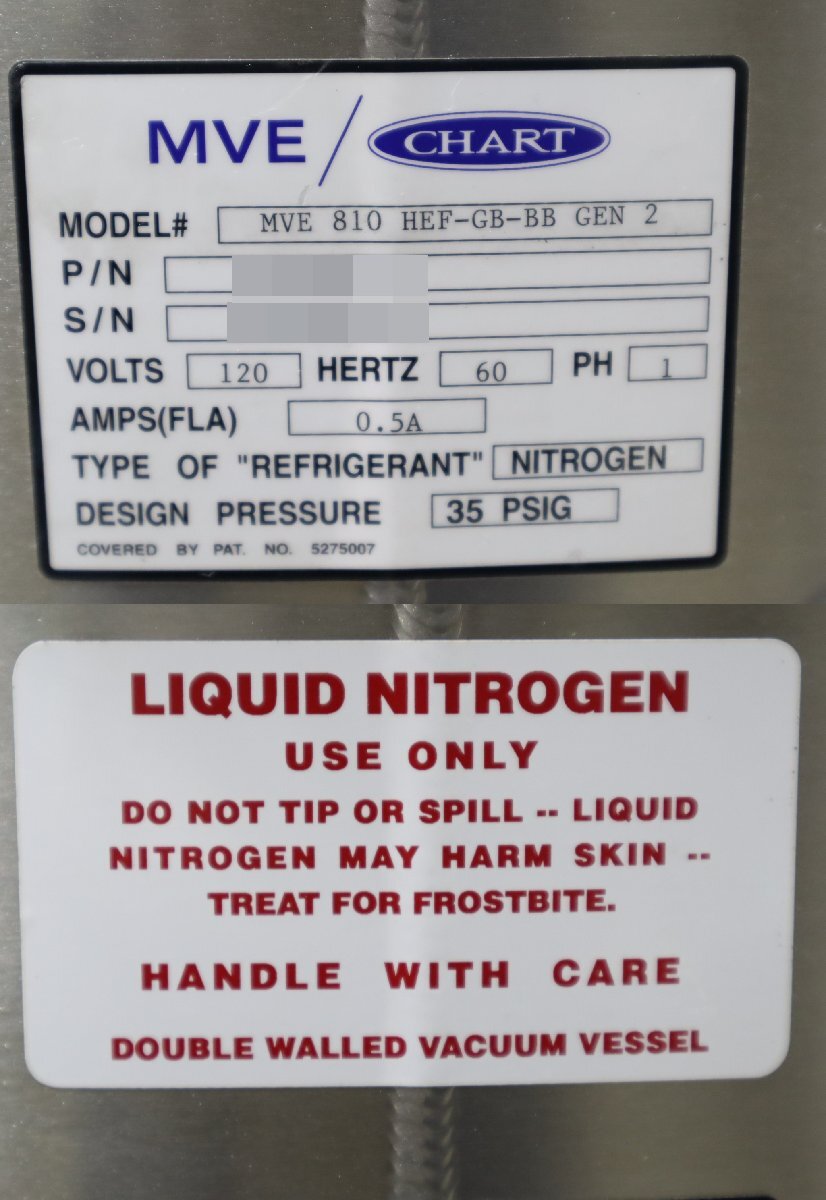 MVE / CHART
MODEL# MVE 810 HEF-GB-BB GEN 2
P/N
S/N
VOLTS 120 HERTZ 60 PH 1
AMPS(FLA) 0.5A
TYPE OF "REFRIGERANT" NITROGEN
DESIGN PRESSURE 35 PSIG
COVERED BY PAT. NO. 5275007
LIQUID NITROGEN
USE ONLY
DO NOT TIP OR SPILL -- LIQUID
NITROGEN MAY HARM SKIN --
TREAT FOR FROSTBITE.
HANDLE WITH CARE
DOUBLE WALLED VACUUM VESSEL